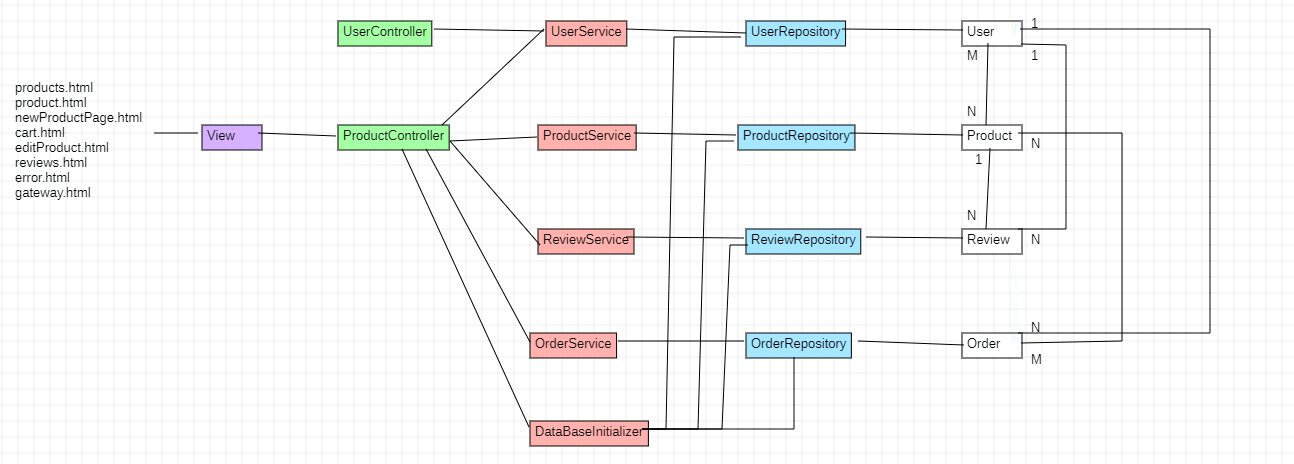 UserController
UserService
UserRepository
User
1
M
1
products.html
product.html
newProductPage.html
cart.html
editProduct.html
reviews.html
error.html
gateway.html
View
ProductController
ProductService
ProductRepository
N
Product
N
1
ReviewService
ReviewRepository
N
Review
N
OrderService
OrderRepository
N
Order
M
DataBaseInitializer